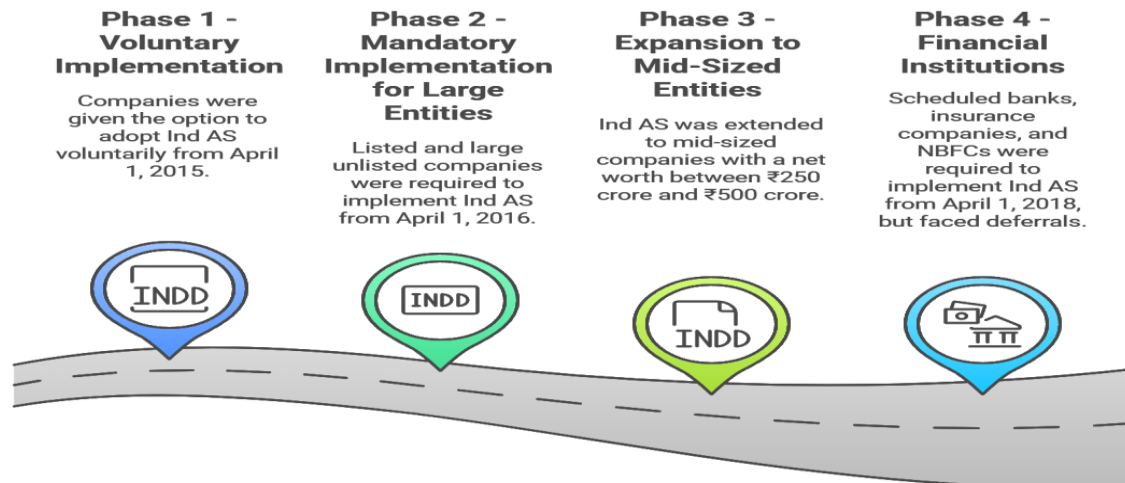 Phase 1 -
Voluntary
Implementation
Companies were
given the option to
adopt Ind AS
voluntarily from April
1, 2015.
Phase 2 -
Mandatory
Implementation
for Large
Entities
Listed and large
unlisted companies
were required to
implement Ind AS
from April 1, 2016.
Phase 3 -
Expansion to
Mid-Sized
Entities
Ind AS was extended
to mid-sized
companies with a net
worth between ₹250
crore and ₹500 crore.
Phase 4 -
Financial
Institutions
Scheduled banks,
insurance
companies, and
NBFCs were
required to
implement Ind AS
from April 1, 2018,
but faced deferrals.
INDD
INDD
INDD